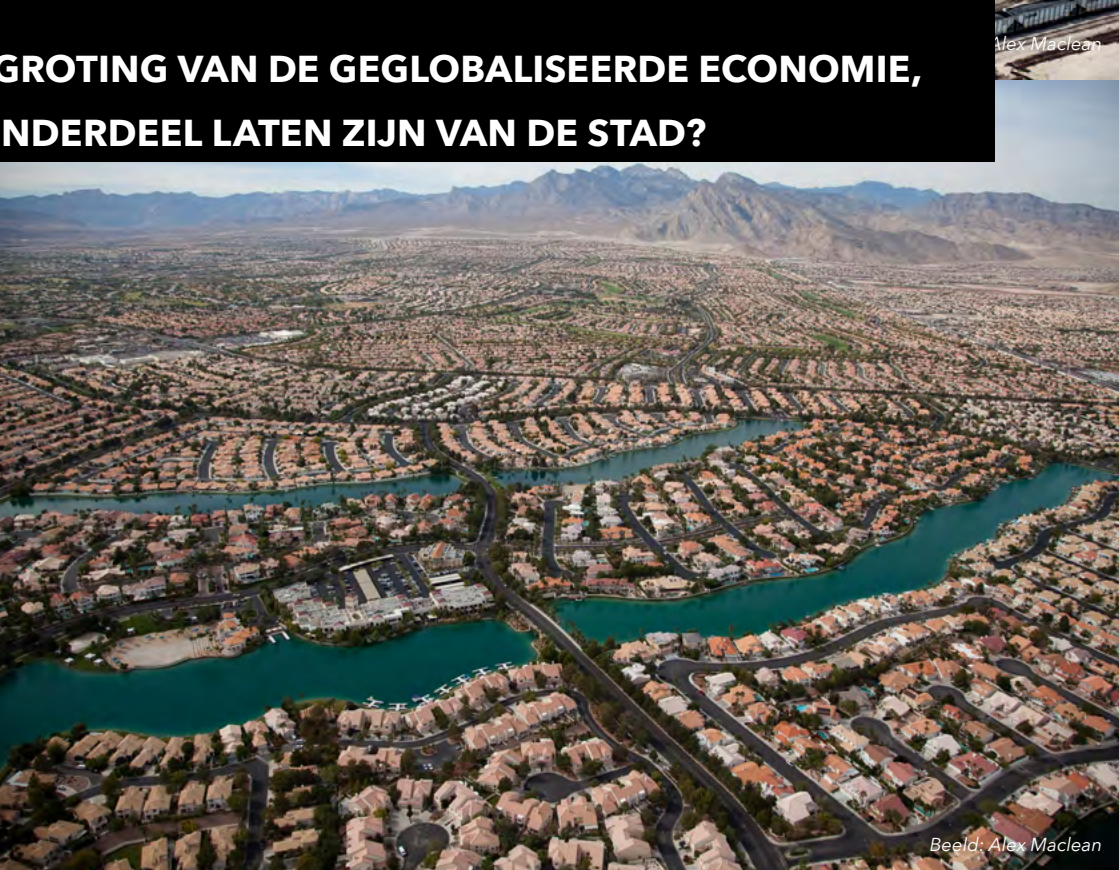 Alex Maclean
GROTING VAN DE GEGLOBALISEERDE ECONOMIE,
NDERDEEL LATEN ZIJN VAN DE STAD?
Beeld: Alex Maclean